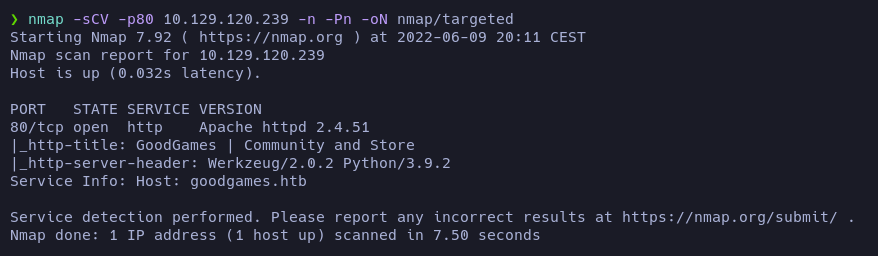 ❯ nmap -sCV -p80 10.129.120.239 -n -Pn -oN nmap/targeted
Starting Nmap 7.92 ( https://nmap.org ) at 2022-06-09 20:11 CEST
Nmap scan report for 10.129.120.239
Host is up (0.032s latency).
PORT   STATE SERVICE VERSION
80/tcp open  http    Apache httpd 2.4.51
|_http-title: GoodGames | Community and Store
|_http-server-header: Werkzeug/2.0.2 Python/3.9.2
Service Info: Host: goodgames.htb
Service detection performed. Please report any incorrect results at https://nmap.org/submit/ .
Nmap done: 1 IP address (1 host up) scanned in 7.50 seconds